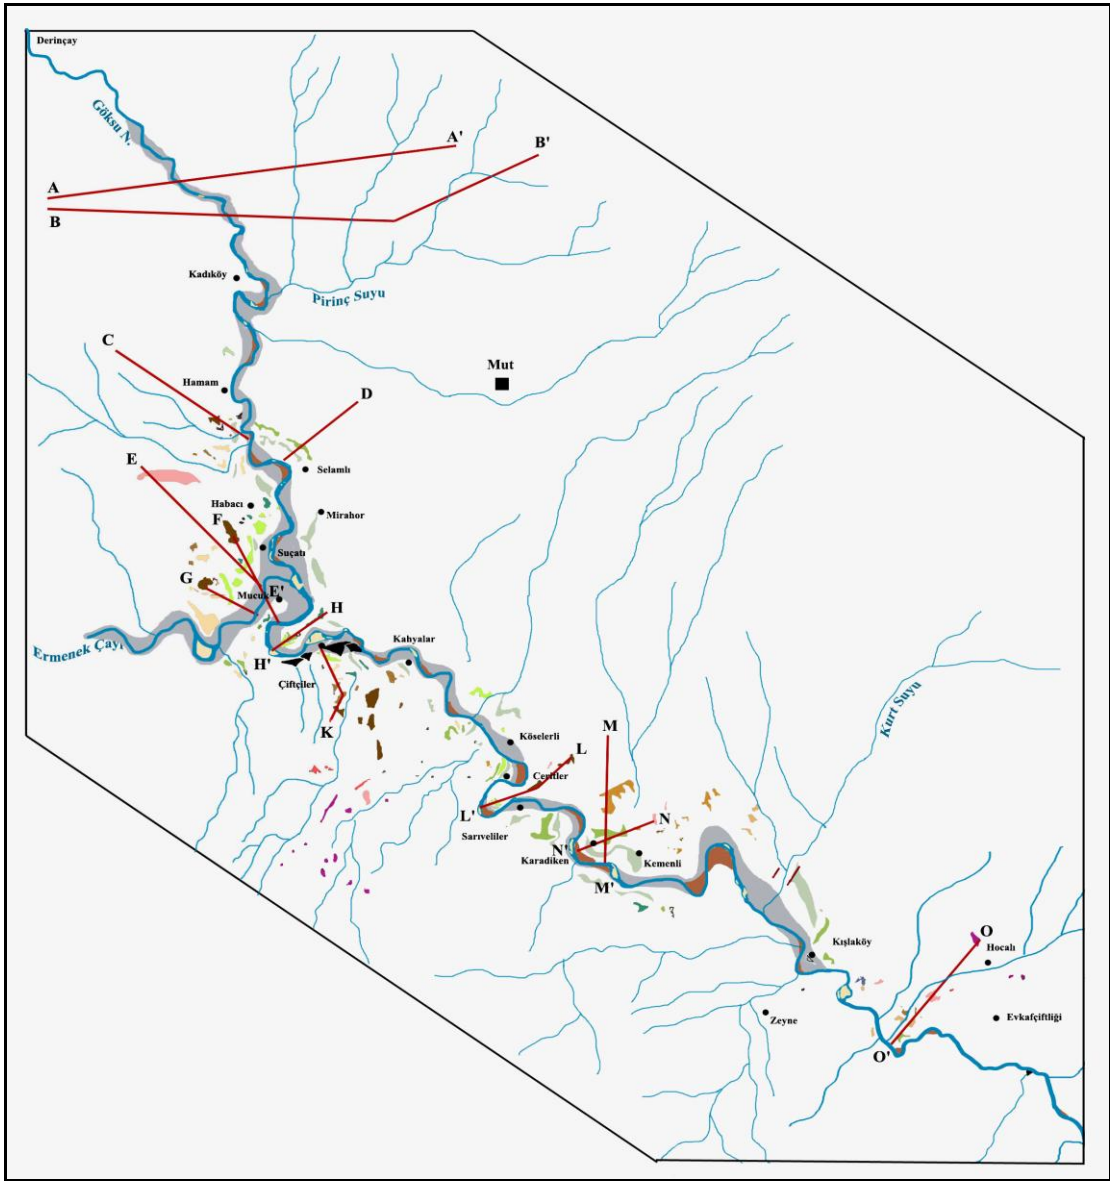 Derinçay
Göksu N.
A'
B'
A
B
Kadıköy
Pirinç Suyu
C
Mut
Hamam
D
E
Selamlı
Habacı
F
Mirahor
Suçatı
G
E'
Mucuk
H
Ermenek Çayı
H'
Kahyalar
Çiftçiler
K
M
Kurt Suyu
Köselerli
L
Ceritler
L'
N
Sarıveliler
N'
Karadiken
Kemenli
M'
O
Kışlaköy
Hocalı
Zeyne
Evkafçiftliği
O'